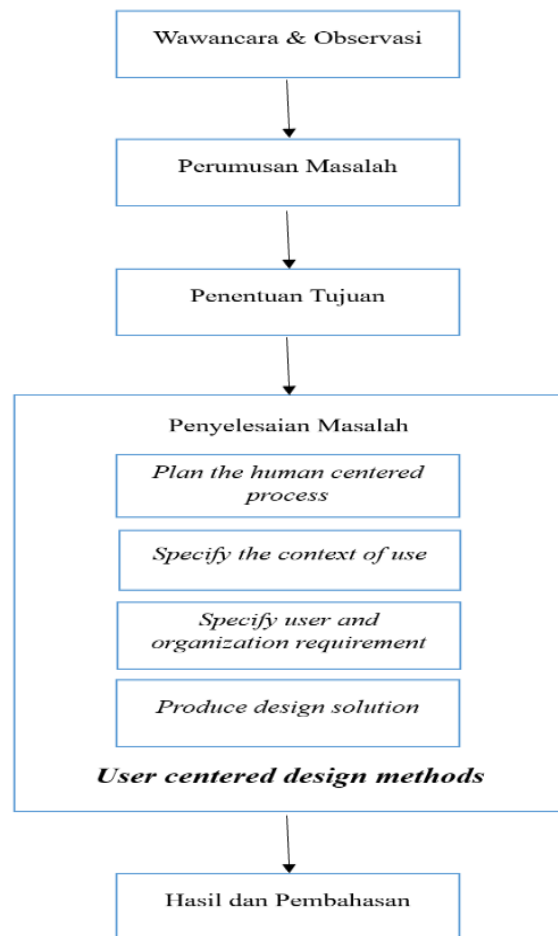 Wawancara & Observasi
Perumusan Masalah
Penentuan Tujuan
Penyelesaian Masalah
Plan the human centered
process
Specify the context of use
Specify user and
organization requirement
Produce design solution
User centered design methods
Hasil dan Pembahasan